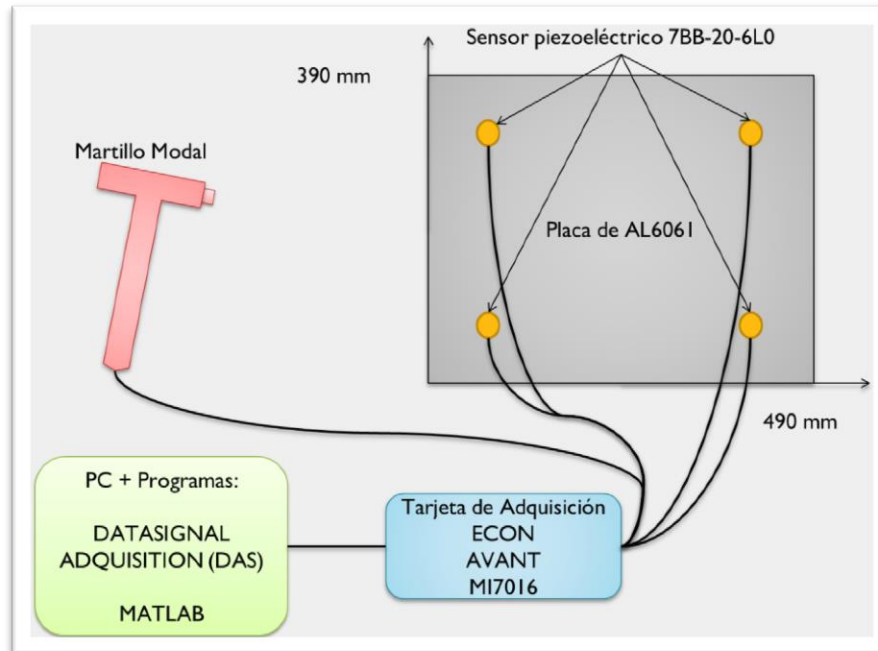 Sensor piezoeléctrico 7BB-20-6L0
390 mm
Martillo Modal
Placa de AL6061
490 mm
PC + Programas:
DATASIGNAL
ADQUISITION (DAS)
MATLAB
Tarjeta de Adquisición
ECON
AVANT
MI7016